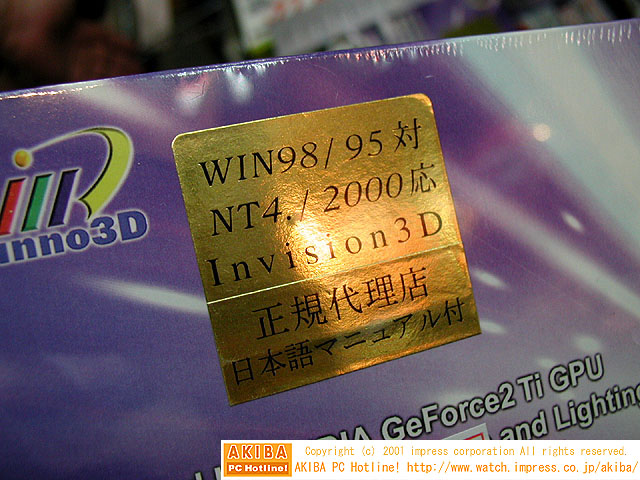 WIN98/95対
NT4./2000応
Invision3D
正規代理店
日本語マニュアル付
inno3D
GeForce2 Ti GPU
and Lighting
AKIBA
PC Hotline!
Copyright (c) 2001 impress corporation All rights reserved.
AKIBA PC Hotline! http://www.watch.impress.co.jp/akiba/